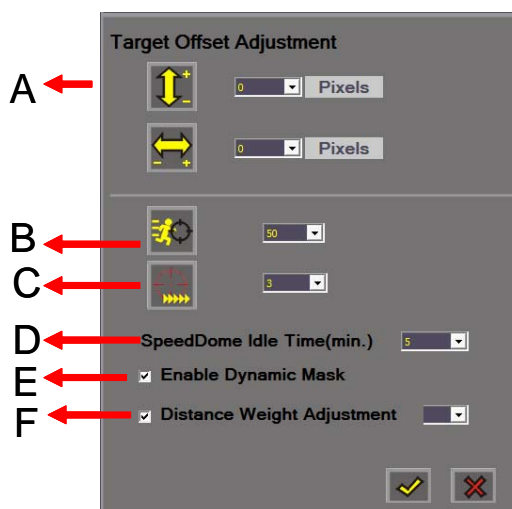 Target Offset Adjustment
A
0 Pixels
0 Pixels
B
50
C
3
D SpeedDome Idle Time(min.) 5
E Enable Dynamic Mask
F Distance Weight Adjustment